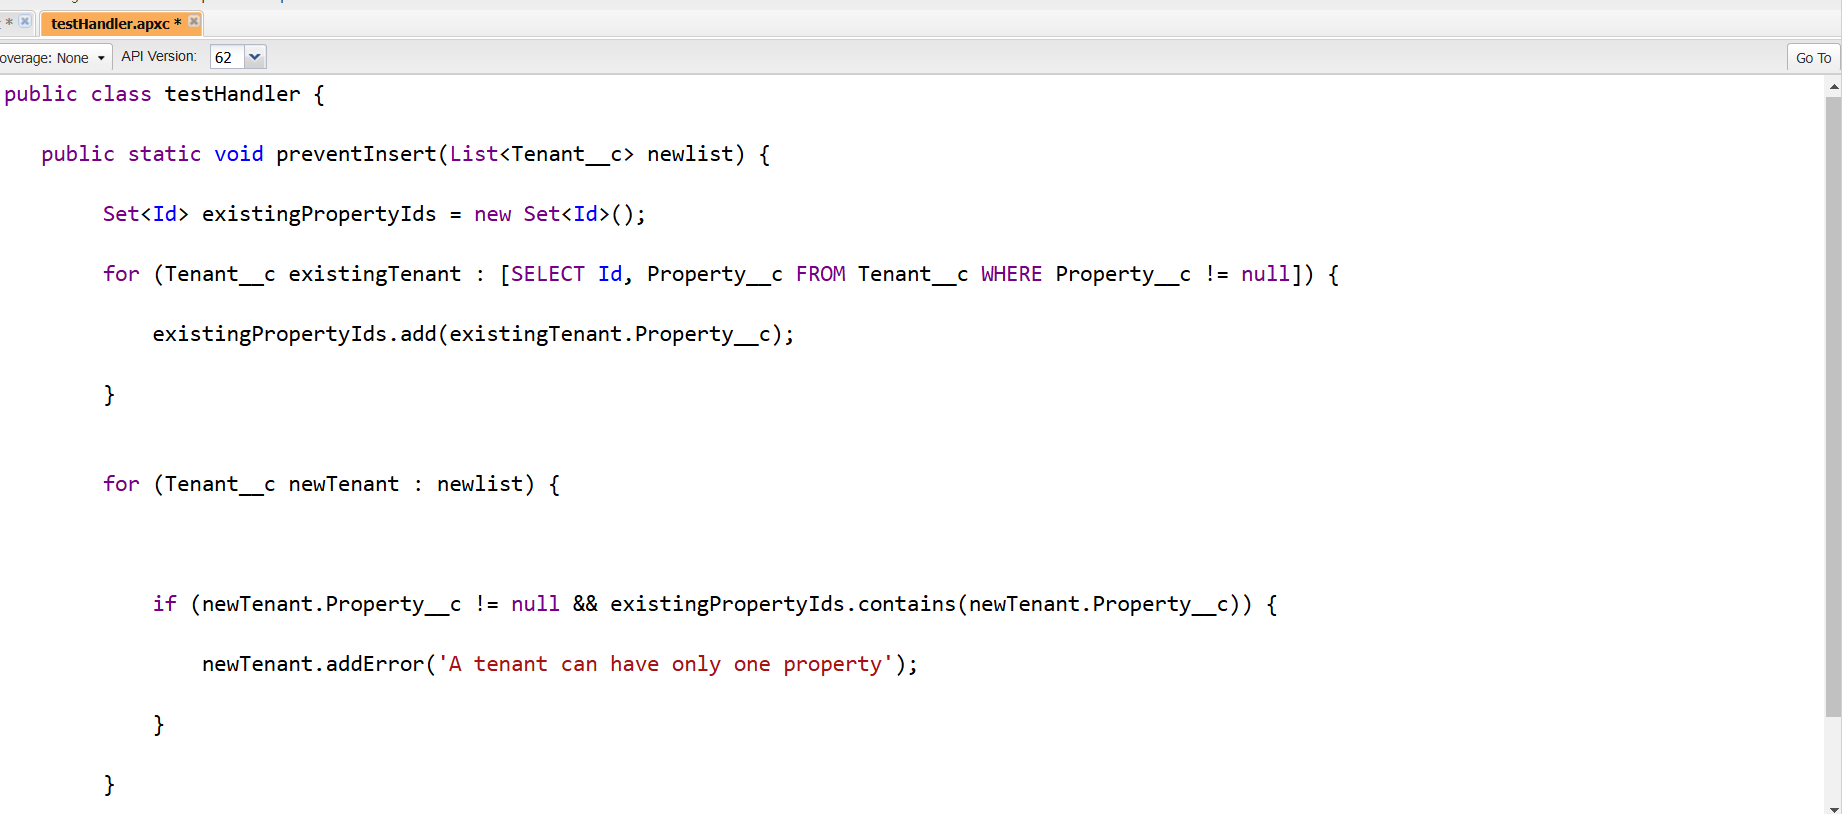 * testHandler.apxc *
overage: None API Version: 62 Go To
public class testHandler {
public static void preventInsert(List<Tenant__c> newlist) {
Set<Id> existingPropertyIds = new Set<Id>();
for (Tenant__c existingTenant : [SELECT Id, Property__c FROM Tenant__c WHERE Property__c != null]) {
existingPropertyIds.add(existingTenant.Property__c);
}
for (Tenant__c newTenant : newlist) {
if (newTenant.Property__c != null && existingPropertyIds.contains(newTenant.Property__c)) {
newTenant.addError('A tenant can have only one property');
}
}